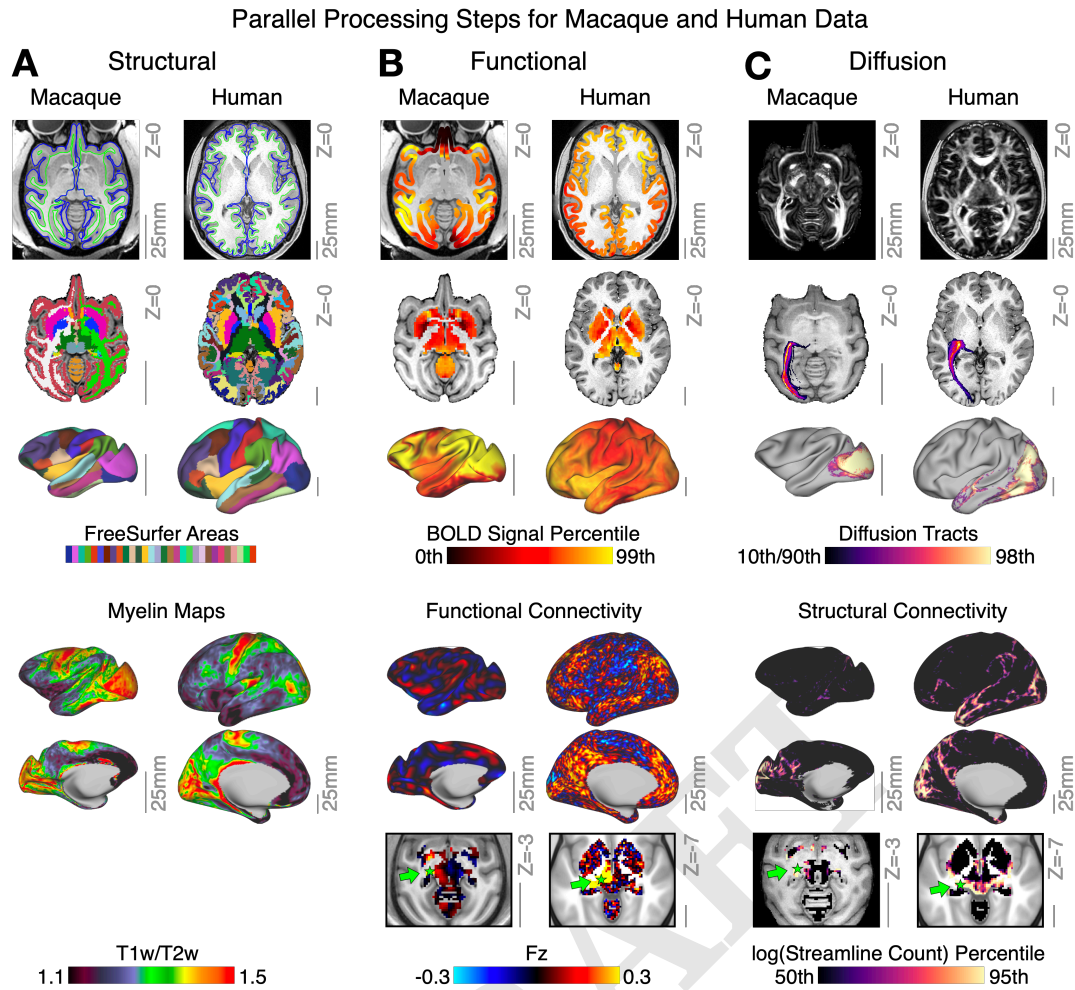 Parallel Processing Steps for Macaque and Human Data
A Structural
Macaque Human
Z=0 Z=0
25mm 25mm
Z=0 Z=0
FreeSurfer Areas
Myelin Maps
25mm 25mm
T1w/T2w
1.1 1.5
B Functional
Macaque Human
Z=0 Z=0
25mm 25mm
Z=0 Z=0
BOLD Signal Percentile
0th 99th
Functional Connectivity
25mm 25mm
Z=-3 Z=-7
Fz
-0.3 0.3
C Diffusion
Macaque Human
Z=0 Z=0
25mm 25mm
Z=0 Z=0
Diffusion Tracts
10th/90th 98th
Structural Connectivity
25mm 25mm
Z=-3 Z=-7
log(Streamline Count) Percentile
50th 95th
DRAFT